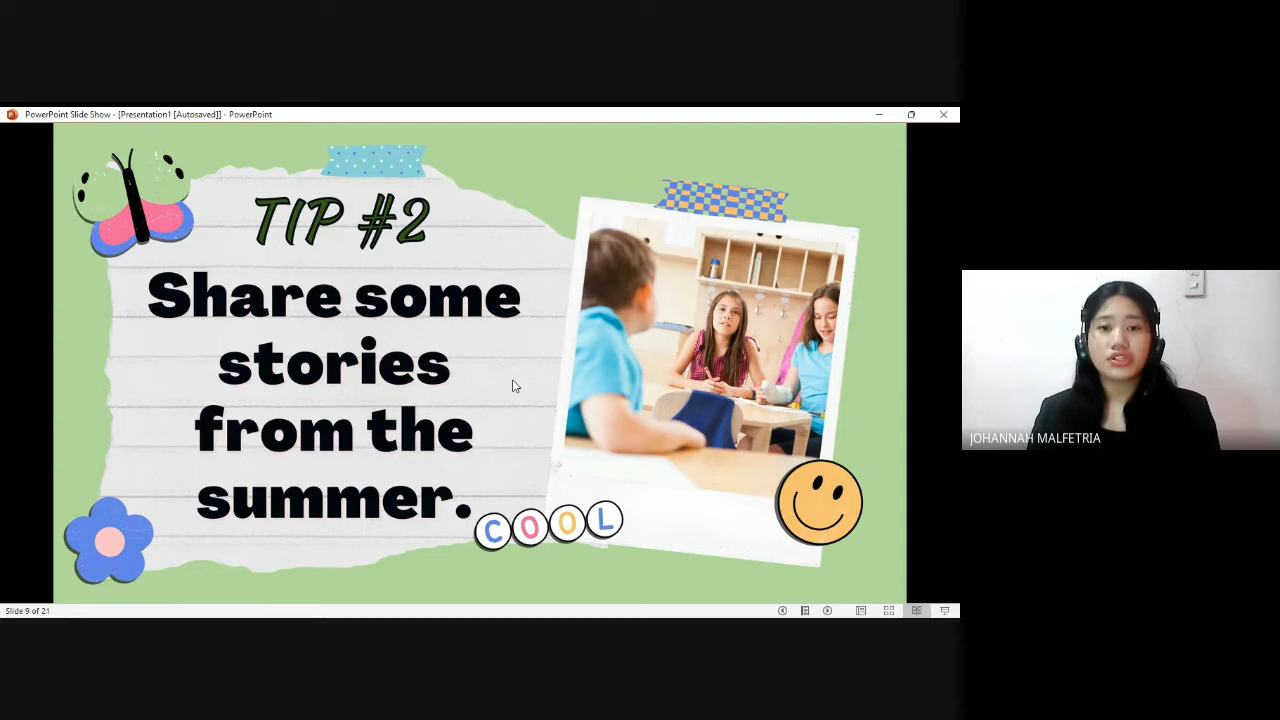 PowerPoint Slide Show - [Presentation1 [Autosaved]] - PowerPoint
TIP #2
Share some
stories
from the
summer.
COOL
JOHANNAH MALFETRIA
Slide 9 of 21